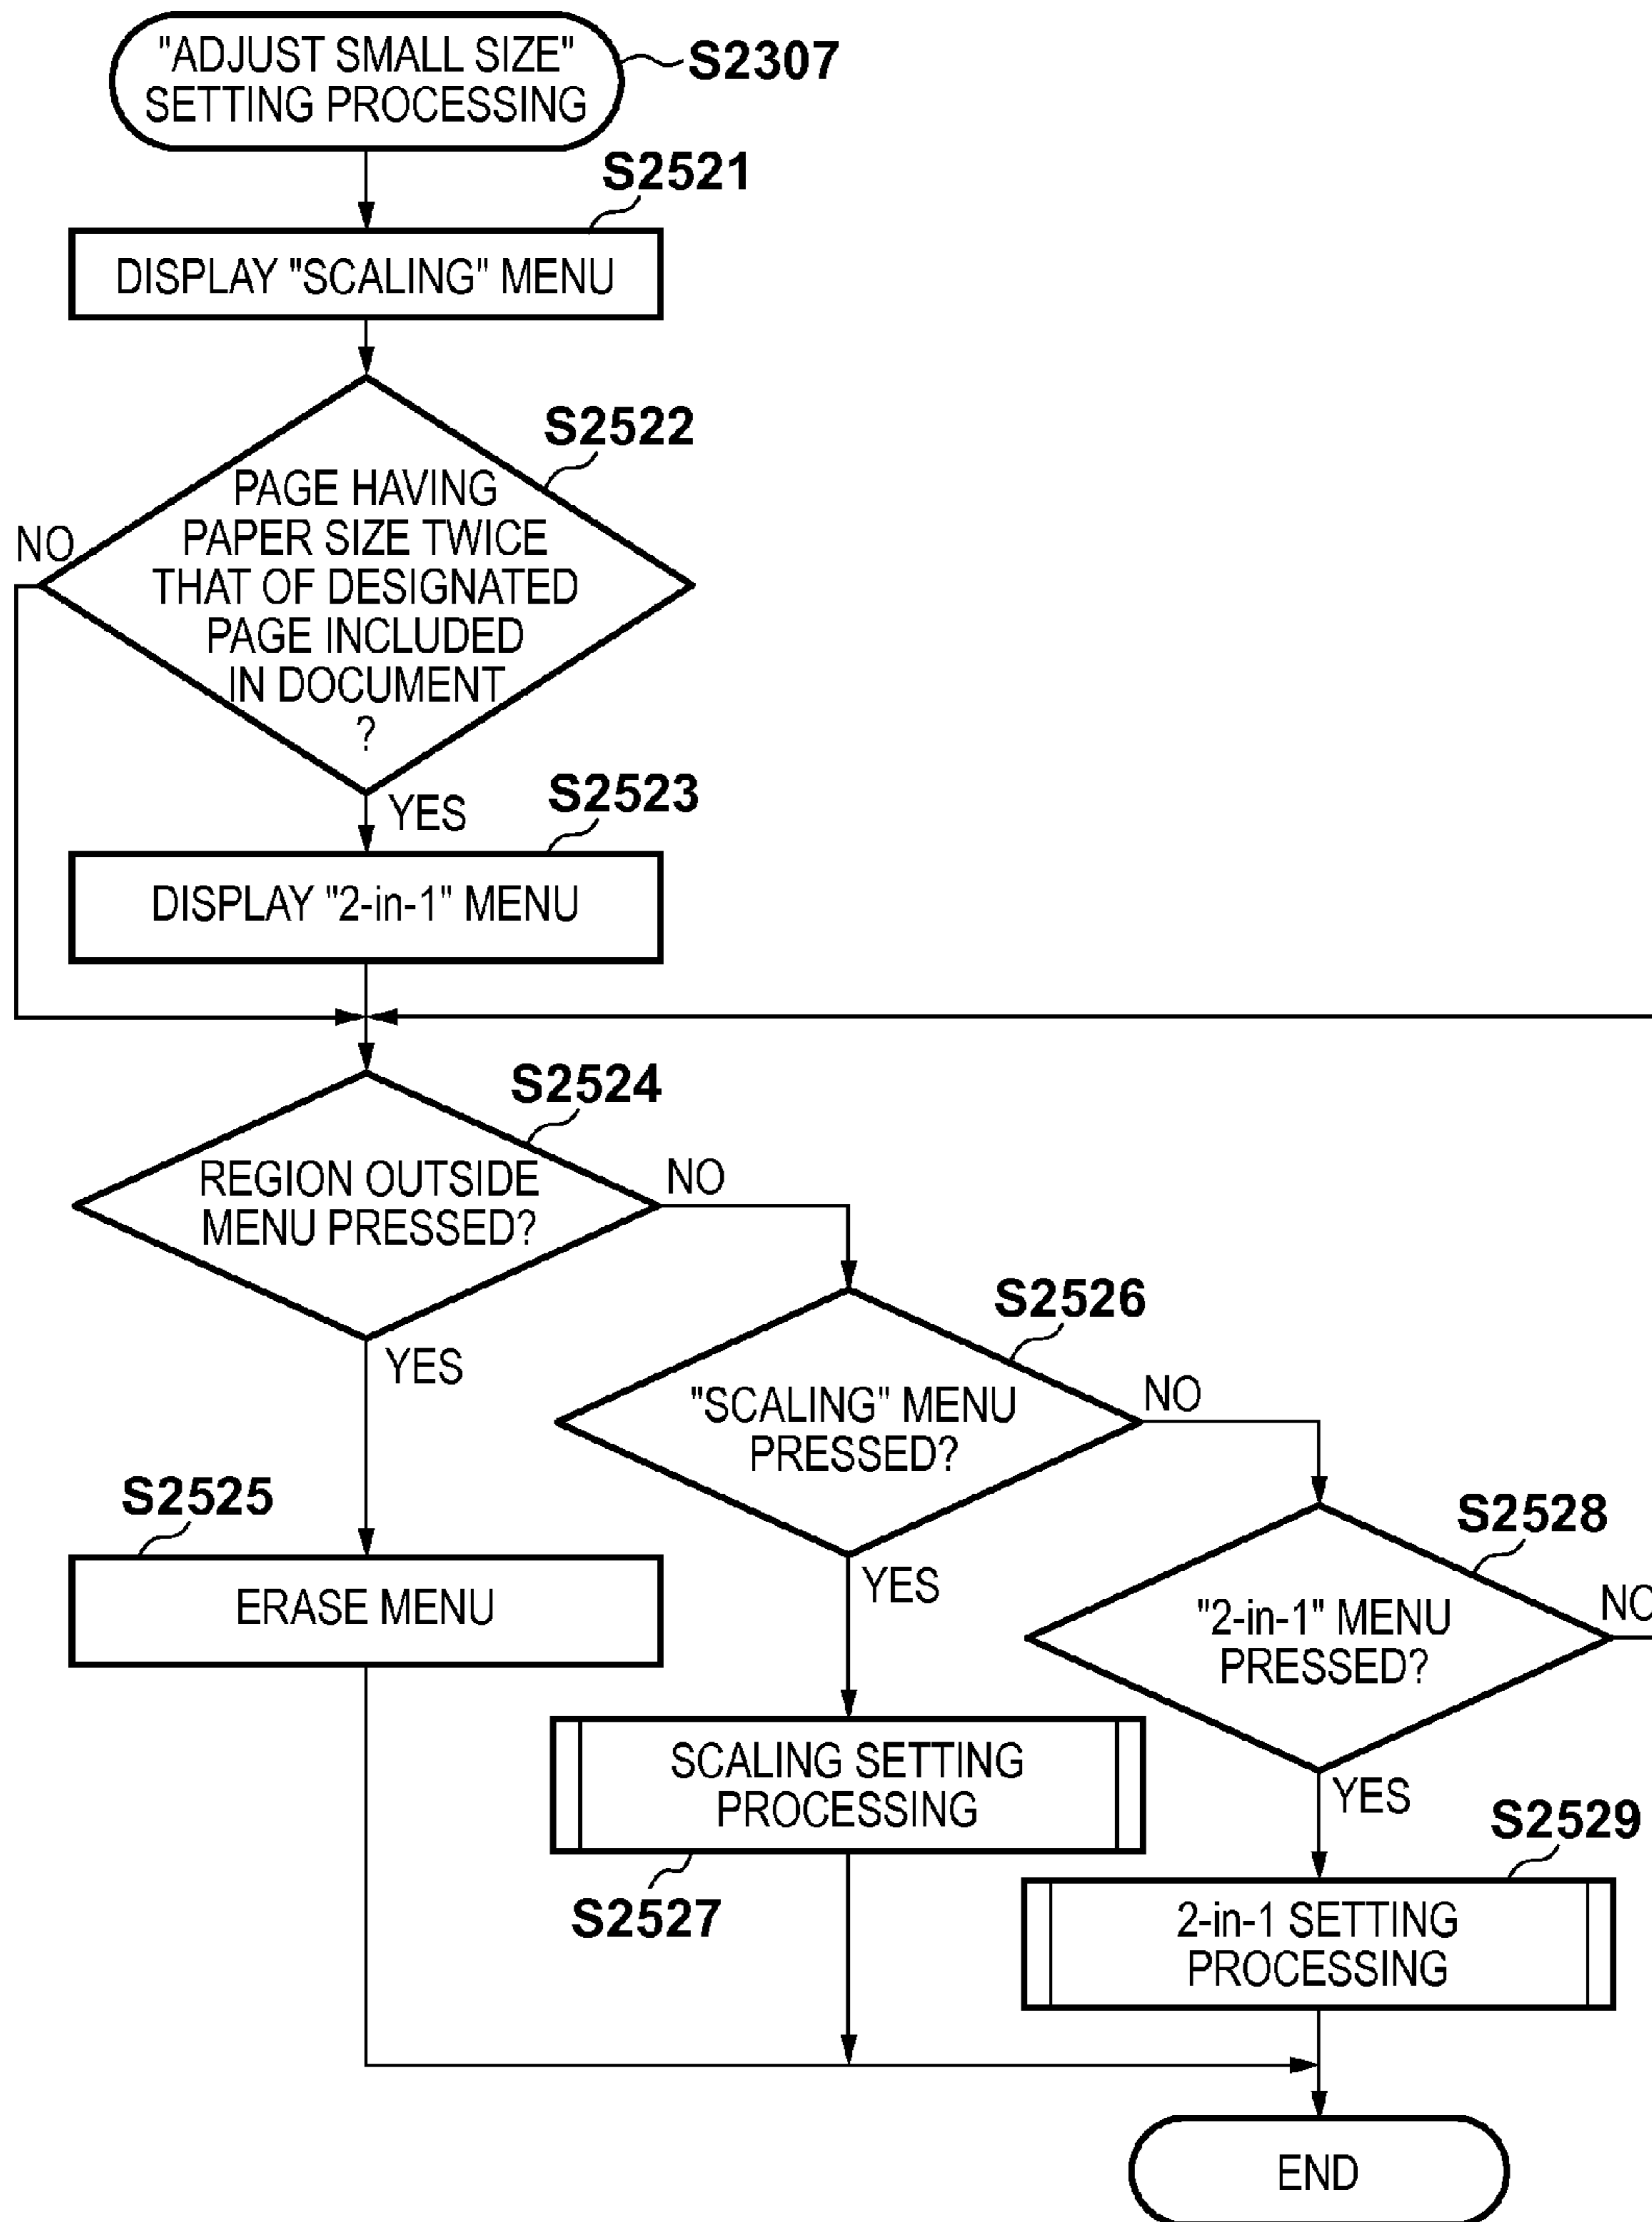 "ADJUST SMALL SIZE"
SETTING PROCESSING
S2307
S2521
DISPLAY "SCALING" MENU
S2522
PAGE HAVING
PAPER SIZE TWICE
THAT OF DESIGNATED
PAGE INCLUDED
IN DOCUMENT
?
NO
YES
S2523
DISPLAY "2-in-1" MENU
S2524
REGION OUTSIDE
MENU PRESSED?
NO
YES
S2526
"SCALING" MENU
PRESSED?
NO
YES
S2525
ERASE MENU
S2528
"2-in-1" MENU
PRESSED?
NO
YES
SCALING SETTING
PROCESSING
S2527
S2529
2-in-1 SETTING
PROCESSING
END